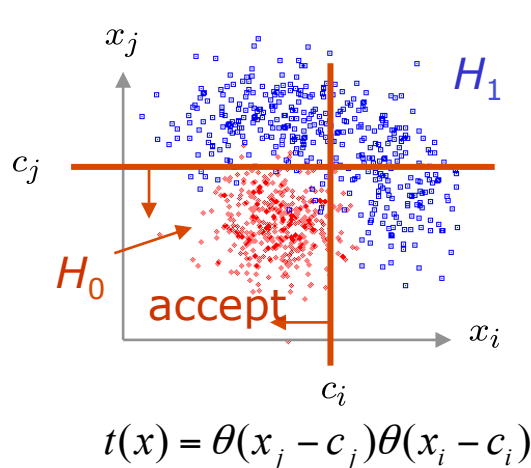 x_j
H_1
c_j
H_0
accept
x_i
c_i
t(x) = θ(x_j − c_j)θ(x_i − c_i)